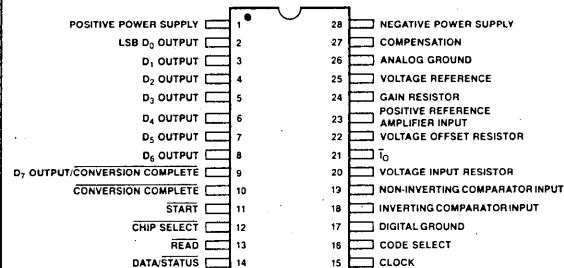 POSITIVE POWER SUPPLY 1 28 NEGATIVE POWER SUPPLY
LSB D0 OUTPUT 2 27 COMPENSATION
D1 OUTPUT 3 26 ANALOG GROUND
D2 OUTPUT 4 25 VOLTAGE REFERENCE
D3 OUTPUT 5 24 GAIN RESISTOR
D4 OUTPUT 6 23 POSITIVE REFERENCE
AMPLIFIER INPUT
D5 OUTPUT 7 22 VOLTAGE OFFSET RESISTOR
D6 OUTPUT 8 21 I̅O
D7 OUTPUT/CONVERSION COMPLETE 9 20 VOLTAGE INPUT RESISTOR
CONVERSION COMPLETE 10 19 NON-INVERTING COMPARATOR INPUT
START 11 18 INVERTING COMPARATOR INPUT
CHIP SELECT 12 17 DIGITAL GROUND
READ 13 16 CODE SELECT
DATA/STATUS 14 15 CLOCK